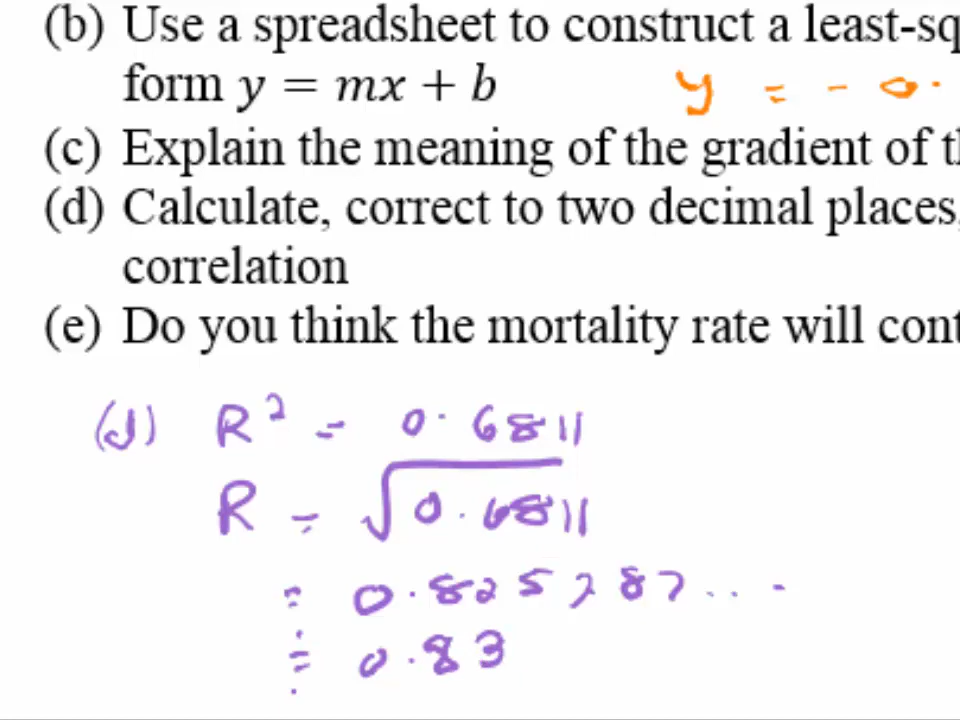 (b) Use a spreadsheet to construct a least-sq
form y = mx + b y = - 0.
(c) Explain the meaning of the gradient of th
(d) Calculate, correct to two decimal places,
correlation
(e) Do you think the mortality rate will cont
(d) R² = 0.6811
R = √0.6811
= 0.825287...
≑ 0.83